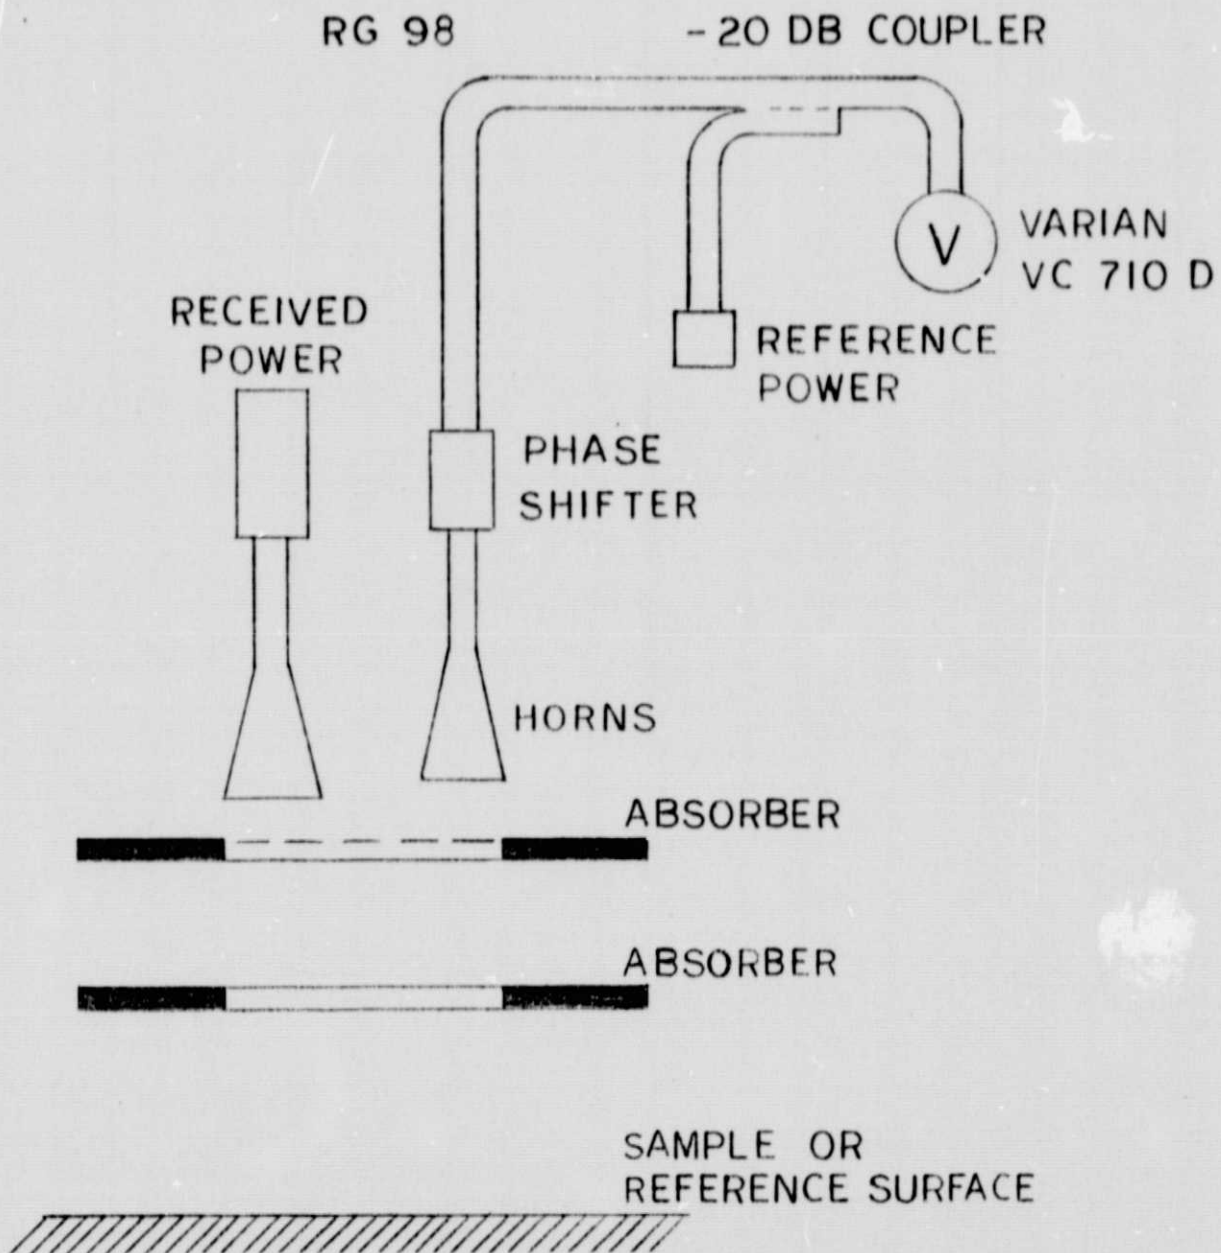 RG 98
-20 DB COUPLER
V
VARIAN
VC 710 D
RECEIVED
POWER
REFERENCE
POWER
PHASE
SHIFTER
HORNS
ABSORBER
ABSORBER
SAMPLE OR
REFERENCE SURFACE